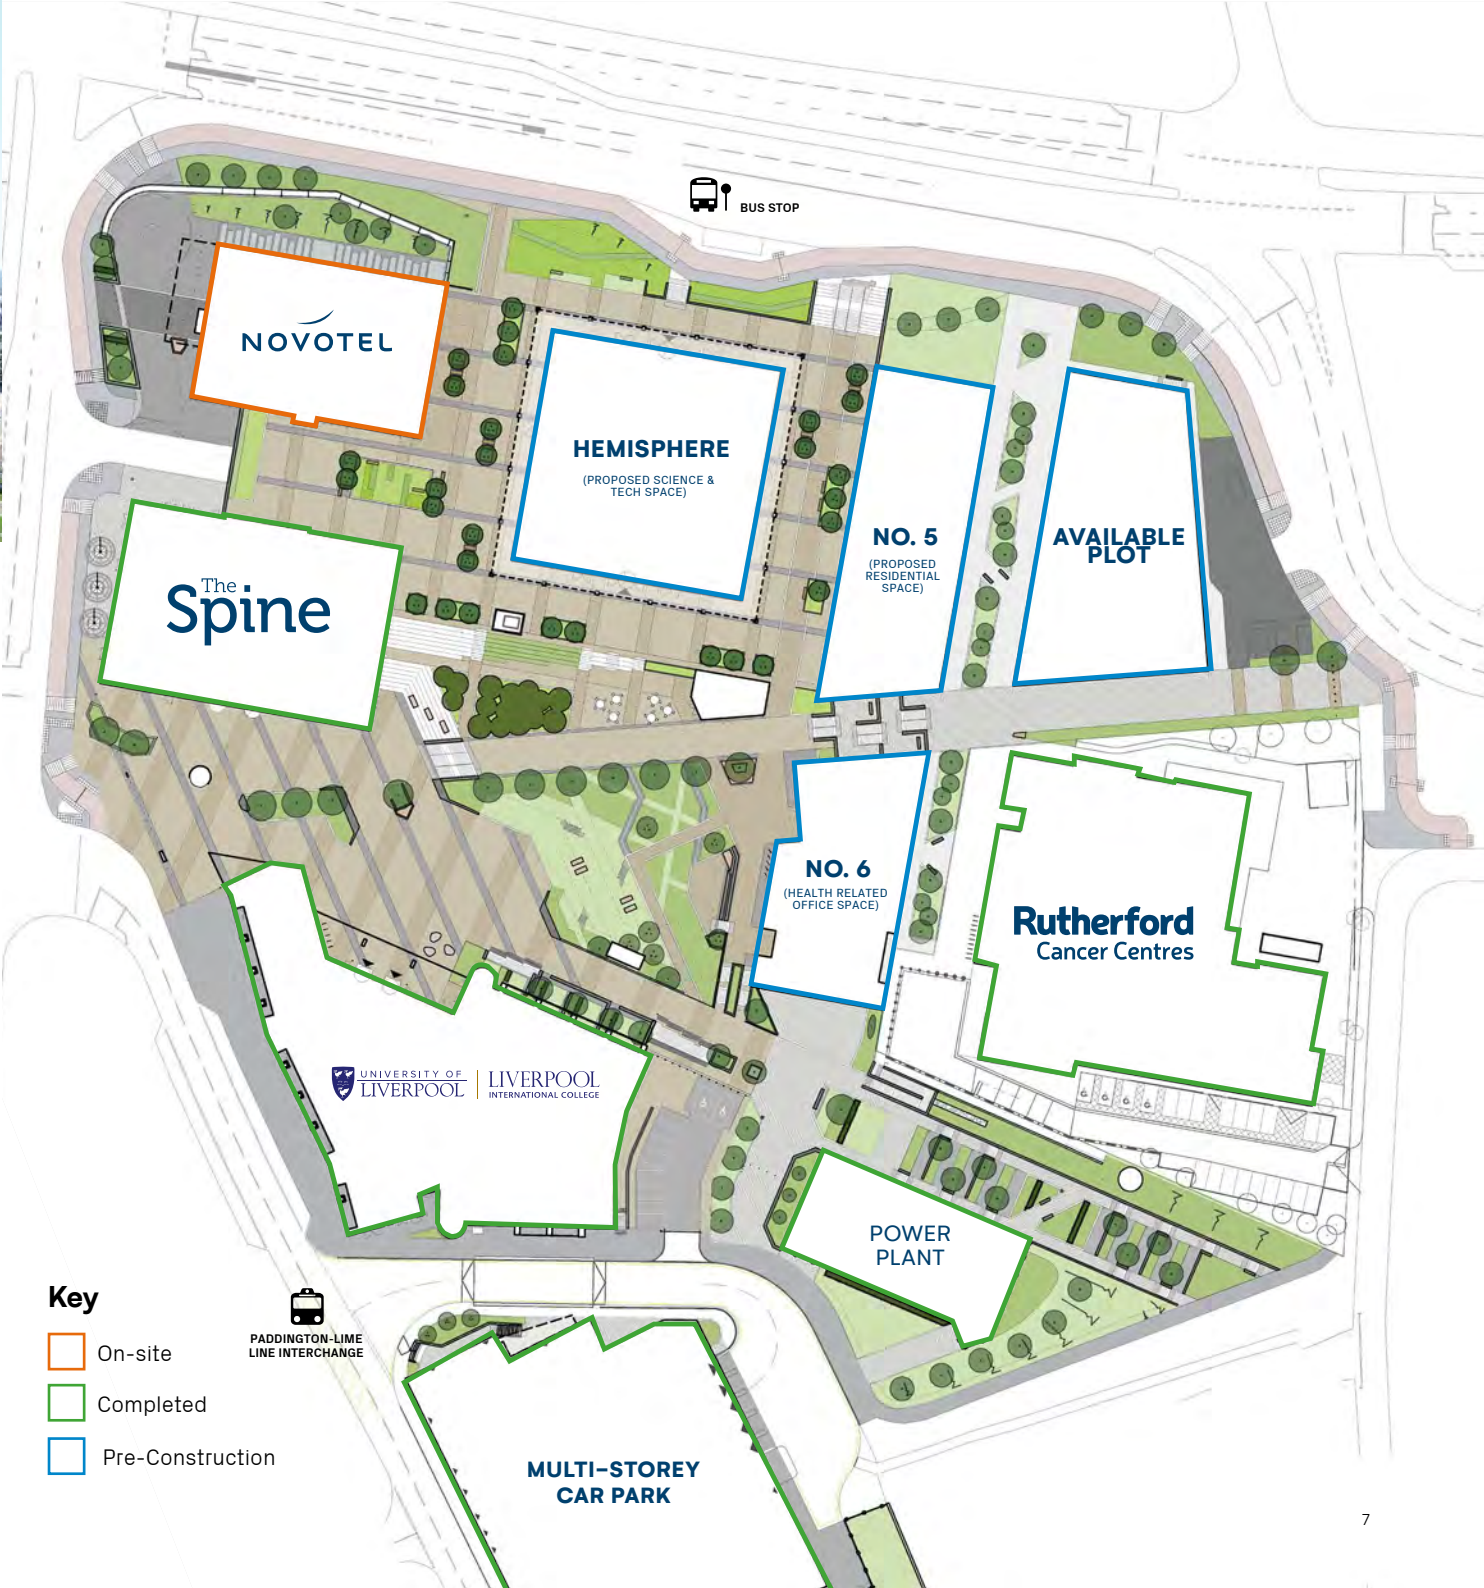 BUS STOP
NOVOTEL
HEMISPHERE
(PROPOSED SCIENCE &
TECH SPACE)
NO. 5
(PROPOSED
RESIDENTIAL
SPACE)
AVAILABLE
PLOT
The
Spine
NO. 6
(HEALTH RELATED
OFFICE SPACE)
Rutherford
Cancer Centres
UNIVERSITY OF
LIVERPOOL
LIVERPOOL
INTERNATIONAL COLLEGE
POWER
PLANT
Key
On-site
Completed
Pre-Construction
PADDINGTON-LIME
LINE INTERCHANGE
MULTI-STOREY
CAR PARK
7